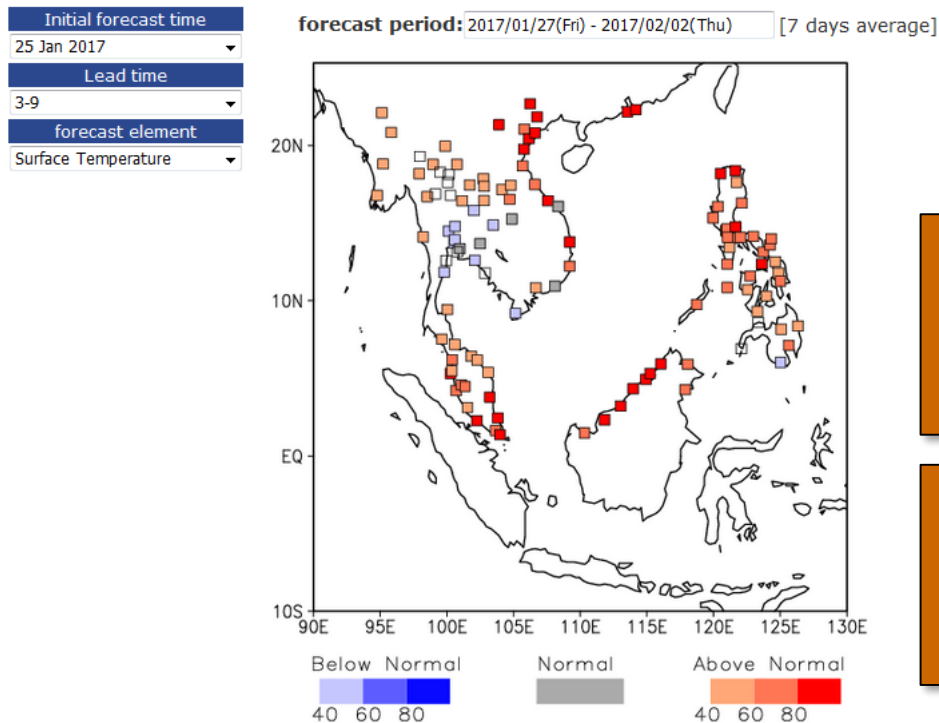 Initial forecast time
25 Jan 2017
Lead time
3-9
forecast element
Surface Temperature
forecast period: 2017/01/27(Fri) - 2017/02/02(Thu) [7 days average]
20N
10N
EQ
10S
90E 95E 100E 105E 110E 115E 120E 125E 130E
Below Normal Normal Above Normal
40 60 80 40 60 80